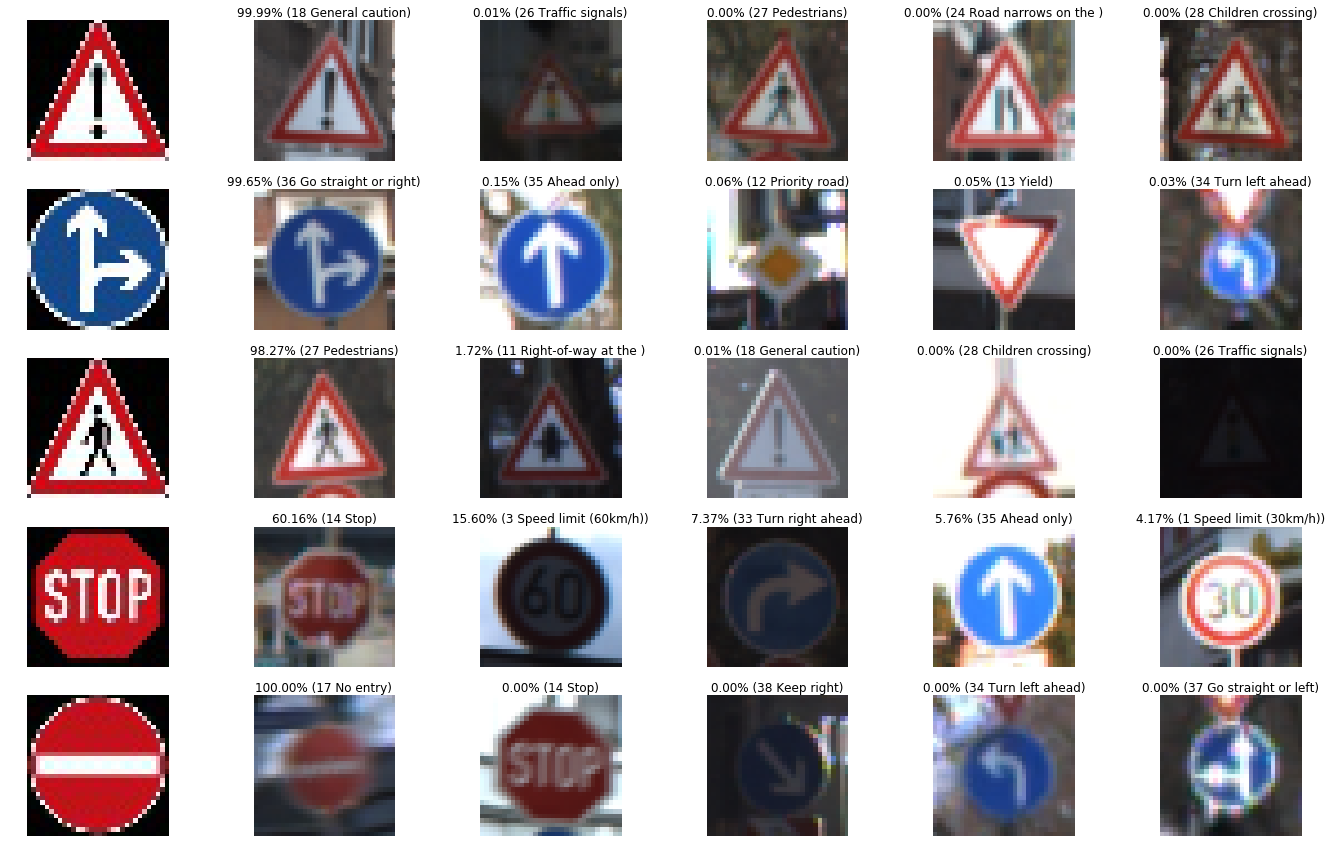 99.99% (18 General caution)
0.01% (26 Traffic signals)
0.00% (27 Pedestrians)
0.00% (24 Road narrows on the )
0.00% (28 Children crossing)
99.65% (36 Go straight or right)
0.15% (35 Ahead only)
0.06% (12 Priority road)
0.05% (13 Yield)
0.03% (34 Turn left ahead)
98.27% (27 Pedestrians)
1.72% (11 Right-of-way at the )
0.01% (18 General caution)
0.00% (28 Children crossing)
0.00% (26 Traffic signals)
60.16% (14 Stop)
15.60% (3 Speed limit (60km/h))
7.37% (33 Turn right ahead)
5.76% (35 Ahead only)
4.17% (1 Speed limit (30km/h))
STOP
STOP
60
30
100.00% (17 No entry)
0.00% (14 Stop)
0.00% (38 Keep right)
0.00% (34 Turn left ahead)
0.00% (37 Go straight or left)
STOP